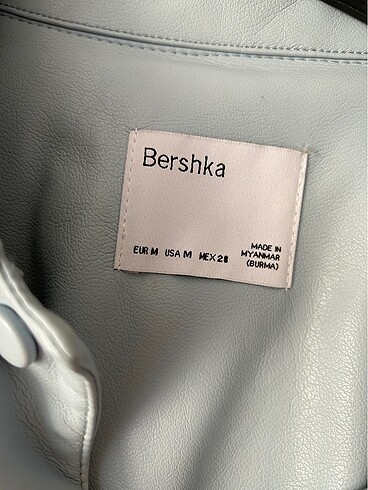 Bershka
EUR M USA M MEX 28
MADE IN
MYANMAR
(BURMA)